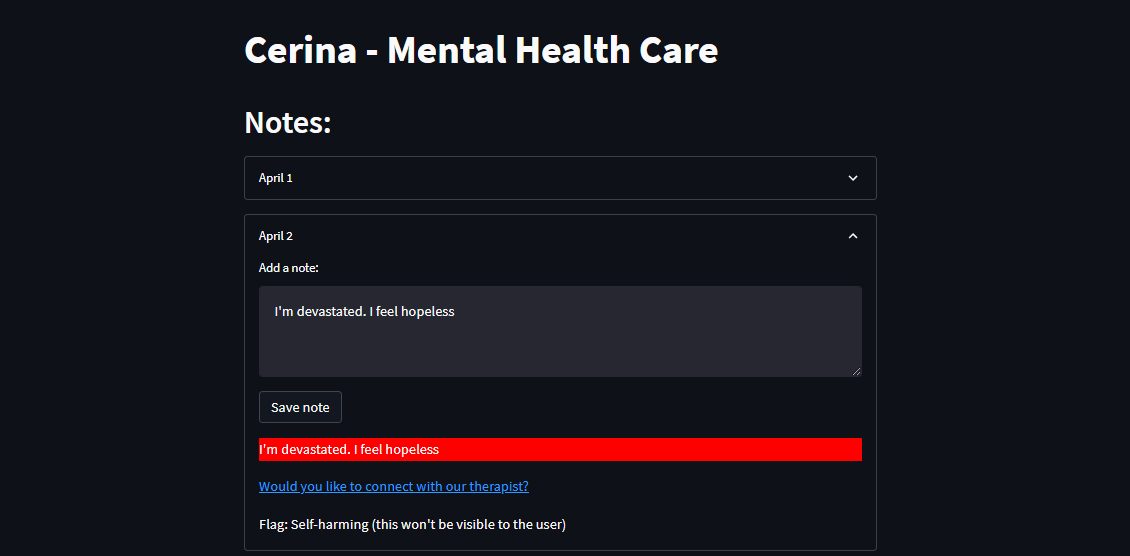 Cerina - Mental Health Care
Notes:
April 1
April 2
Add a note:
I'm devastated. I feel hopeless
Save note
I'm devastated. I feel hopeless
Would you like to connect with our therapist?
Flag: Self-harming (this won't be visible to the user)